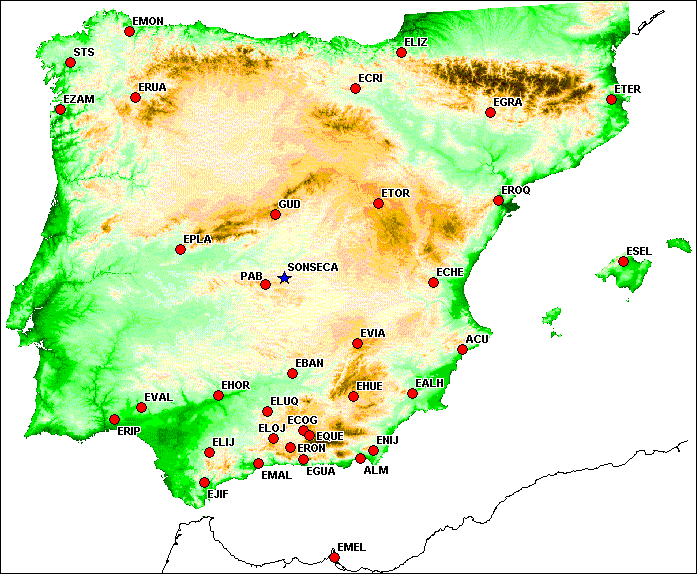 EMON
ELIZ
STS
ECRI
EGRA
ERUA
ETER
EZAM
ETOR
EROQ
GUD
EPLA
ESEL
SONSECA
PAB
ECHE
EVIA
ACU
EBAN
EHOR
EHUE
EALH
EVAL
ELUQ
ERIP
ECOG
ELOJ
EQUE
ELIJ
ERON
ENIJ
EMAL
EGUA
ALM
EJIF
EMEL